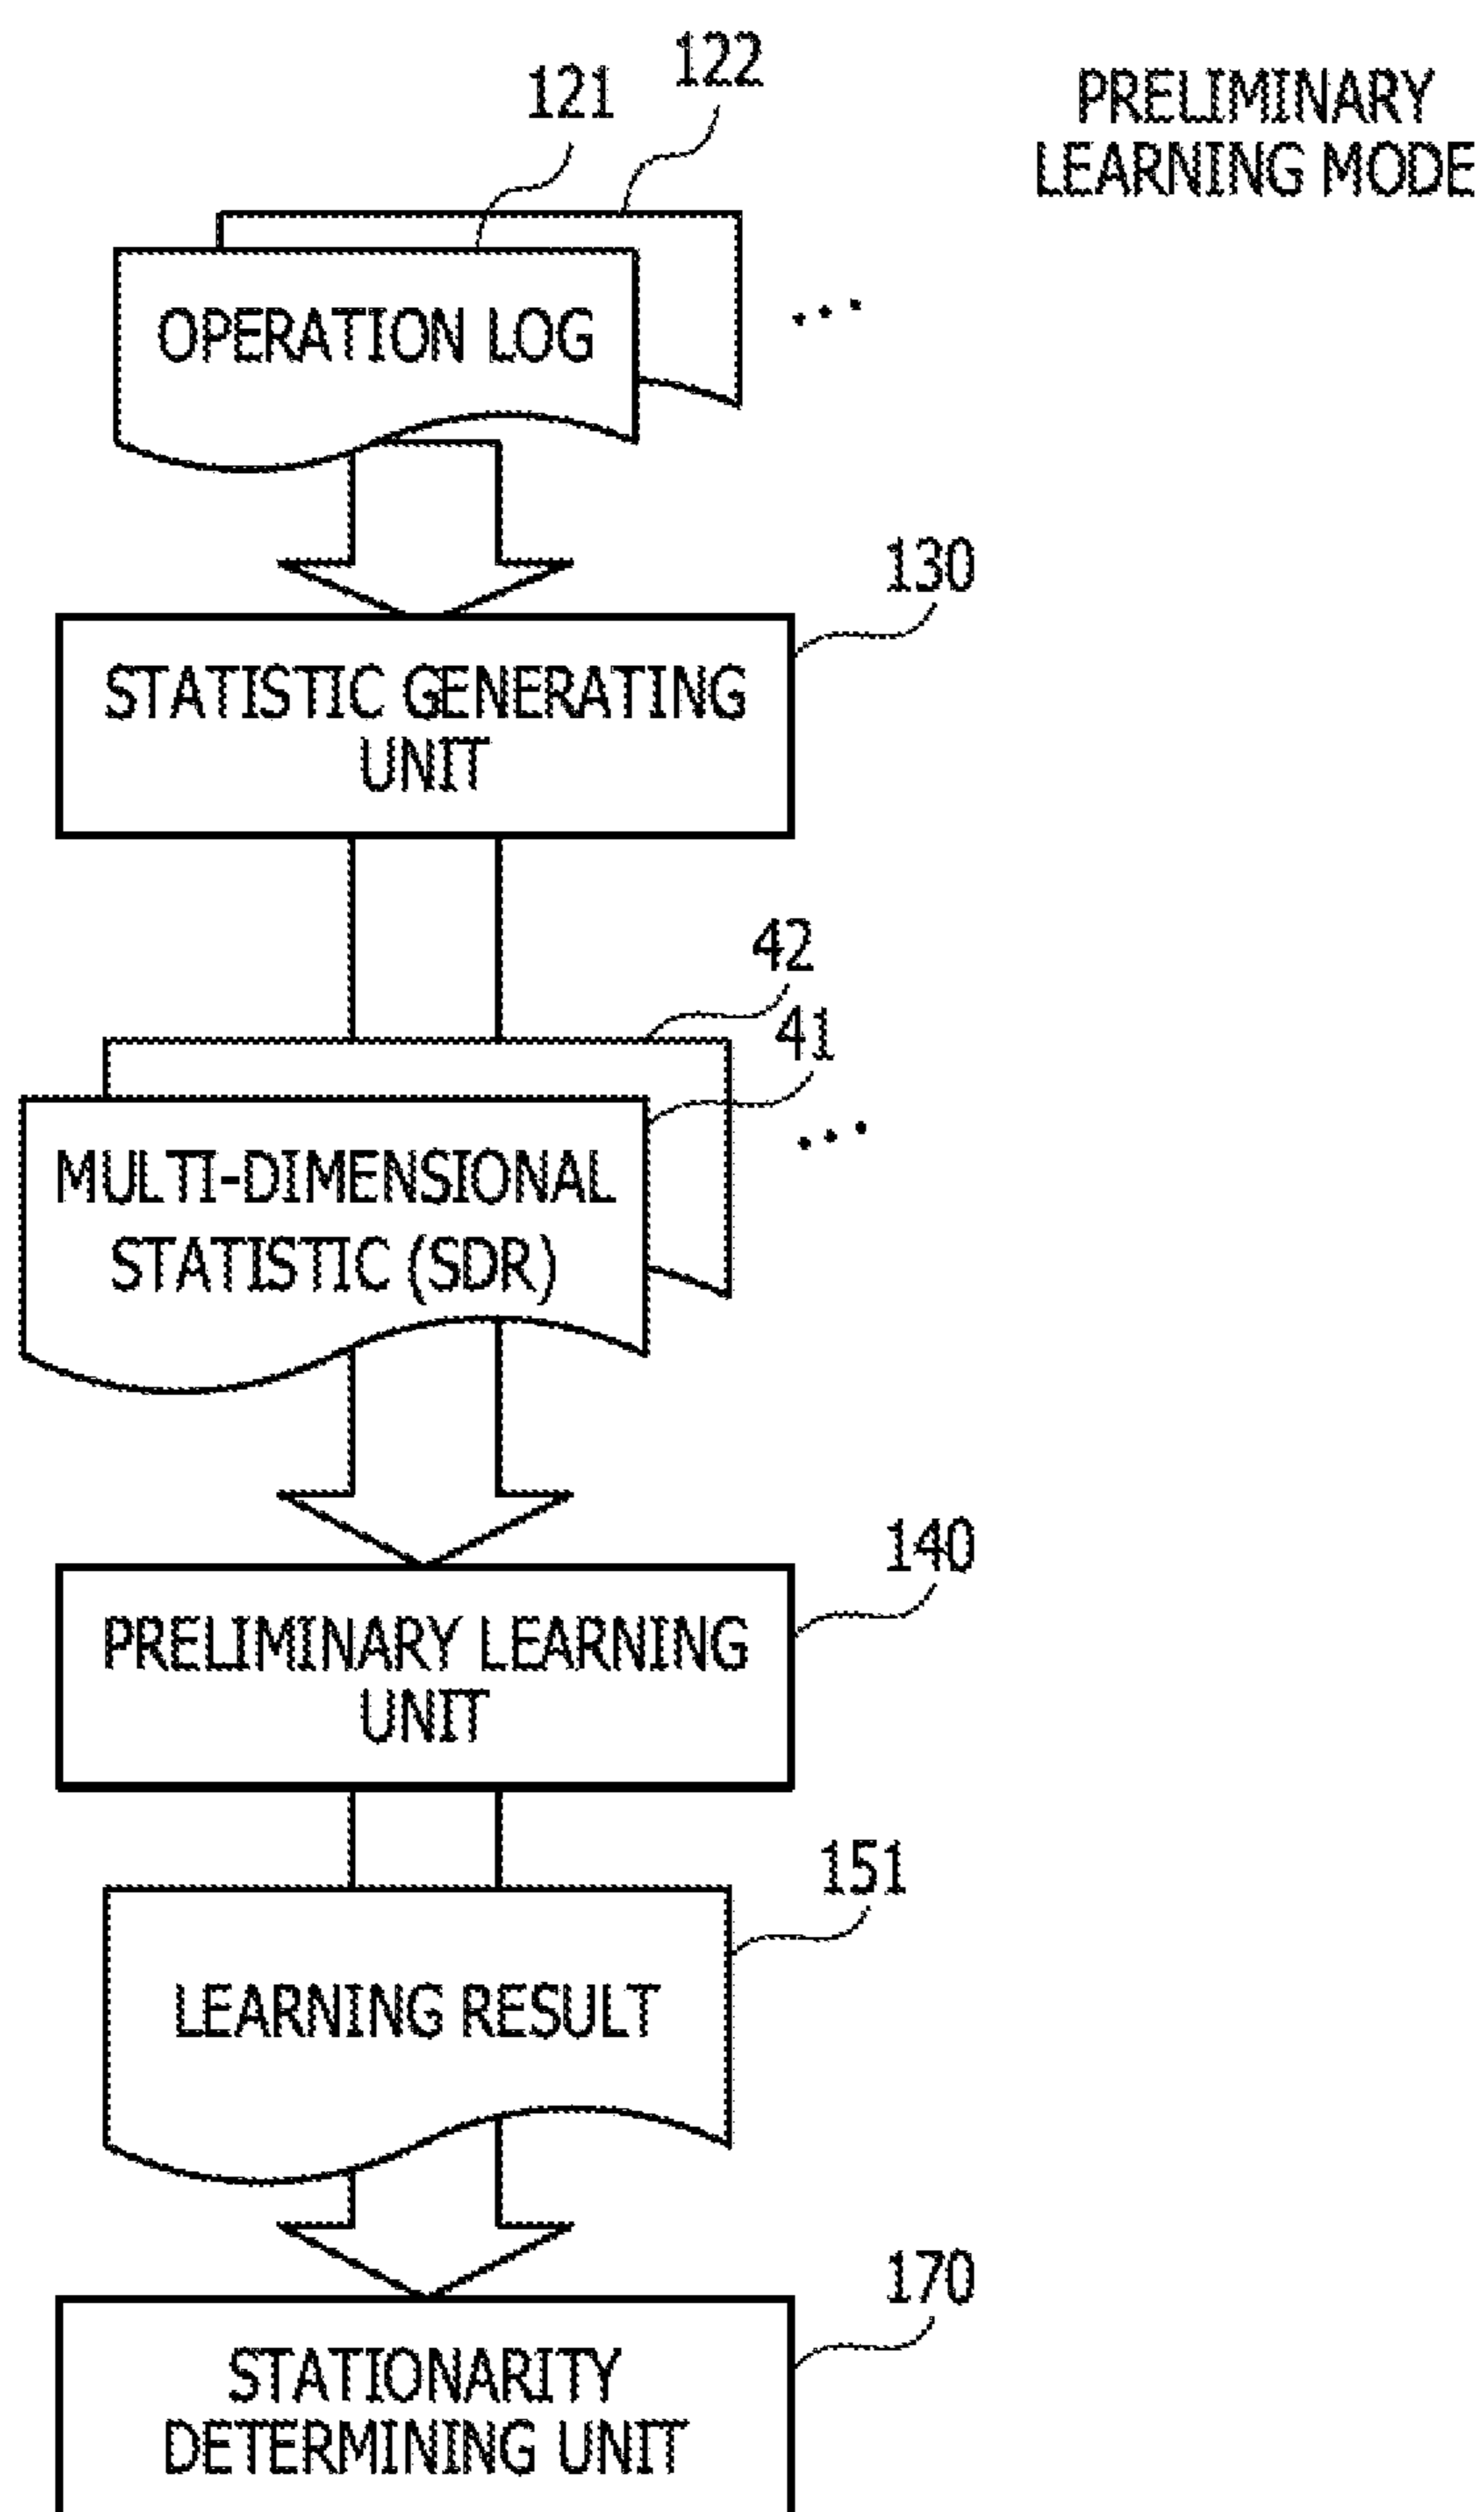 122
121
PRELIMINARY
LEARNING MODE
OPERATION LOG
130
STATISTIC GENERATING
UNIT
42
41
MULTI-DIMENSIONAL
STATISTIC (SDR)
140
PRELIMINARY LEARNING
UNIT
151
LEARNING RESULT
170
STATIONARITY
DETERMINING UNIT